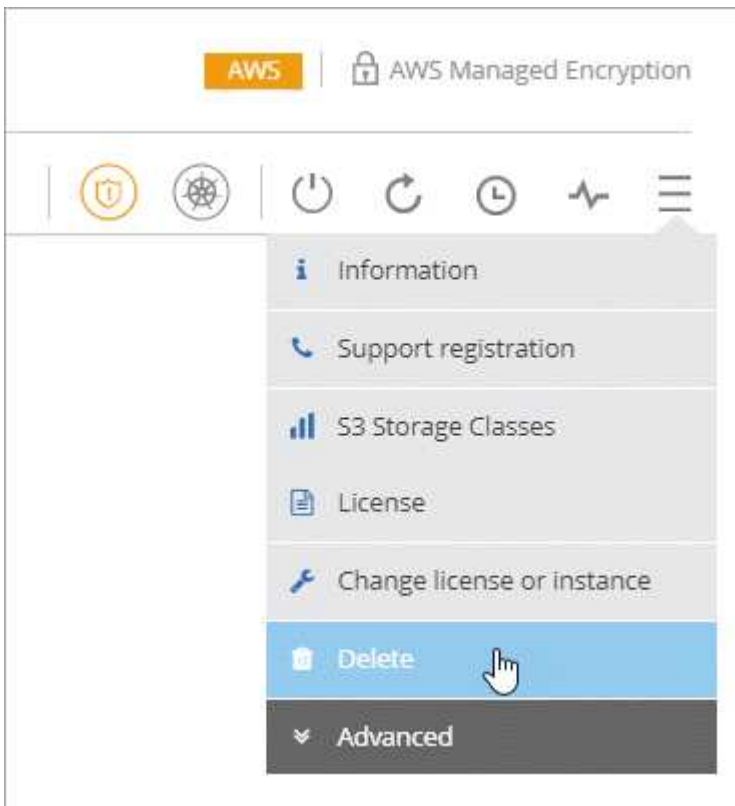 AWS
AWS Managed Encryption
Information
Support registration
S3 Storage Classes
License
Change license or instance
Delete
Advanced